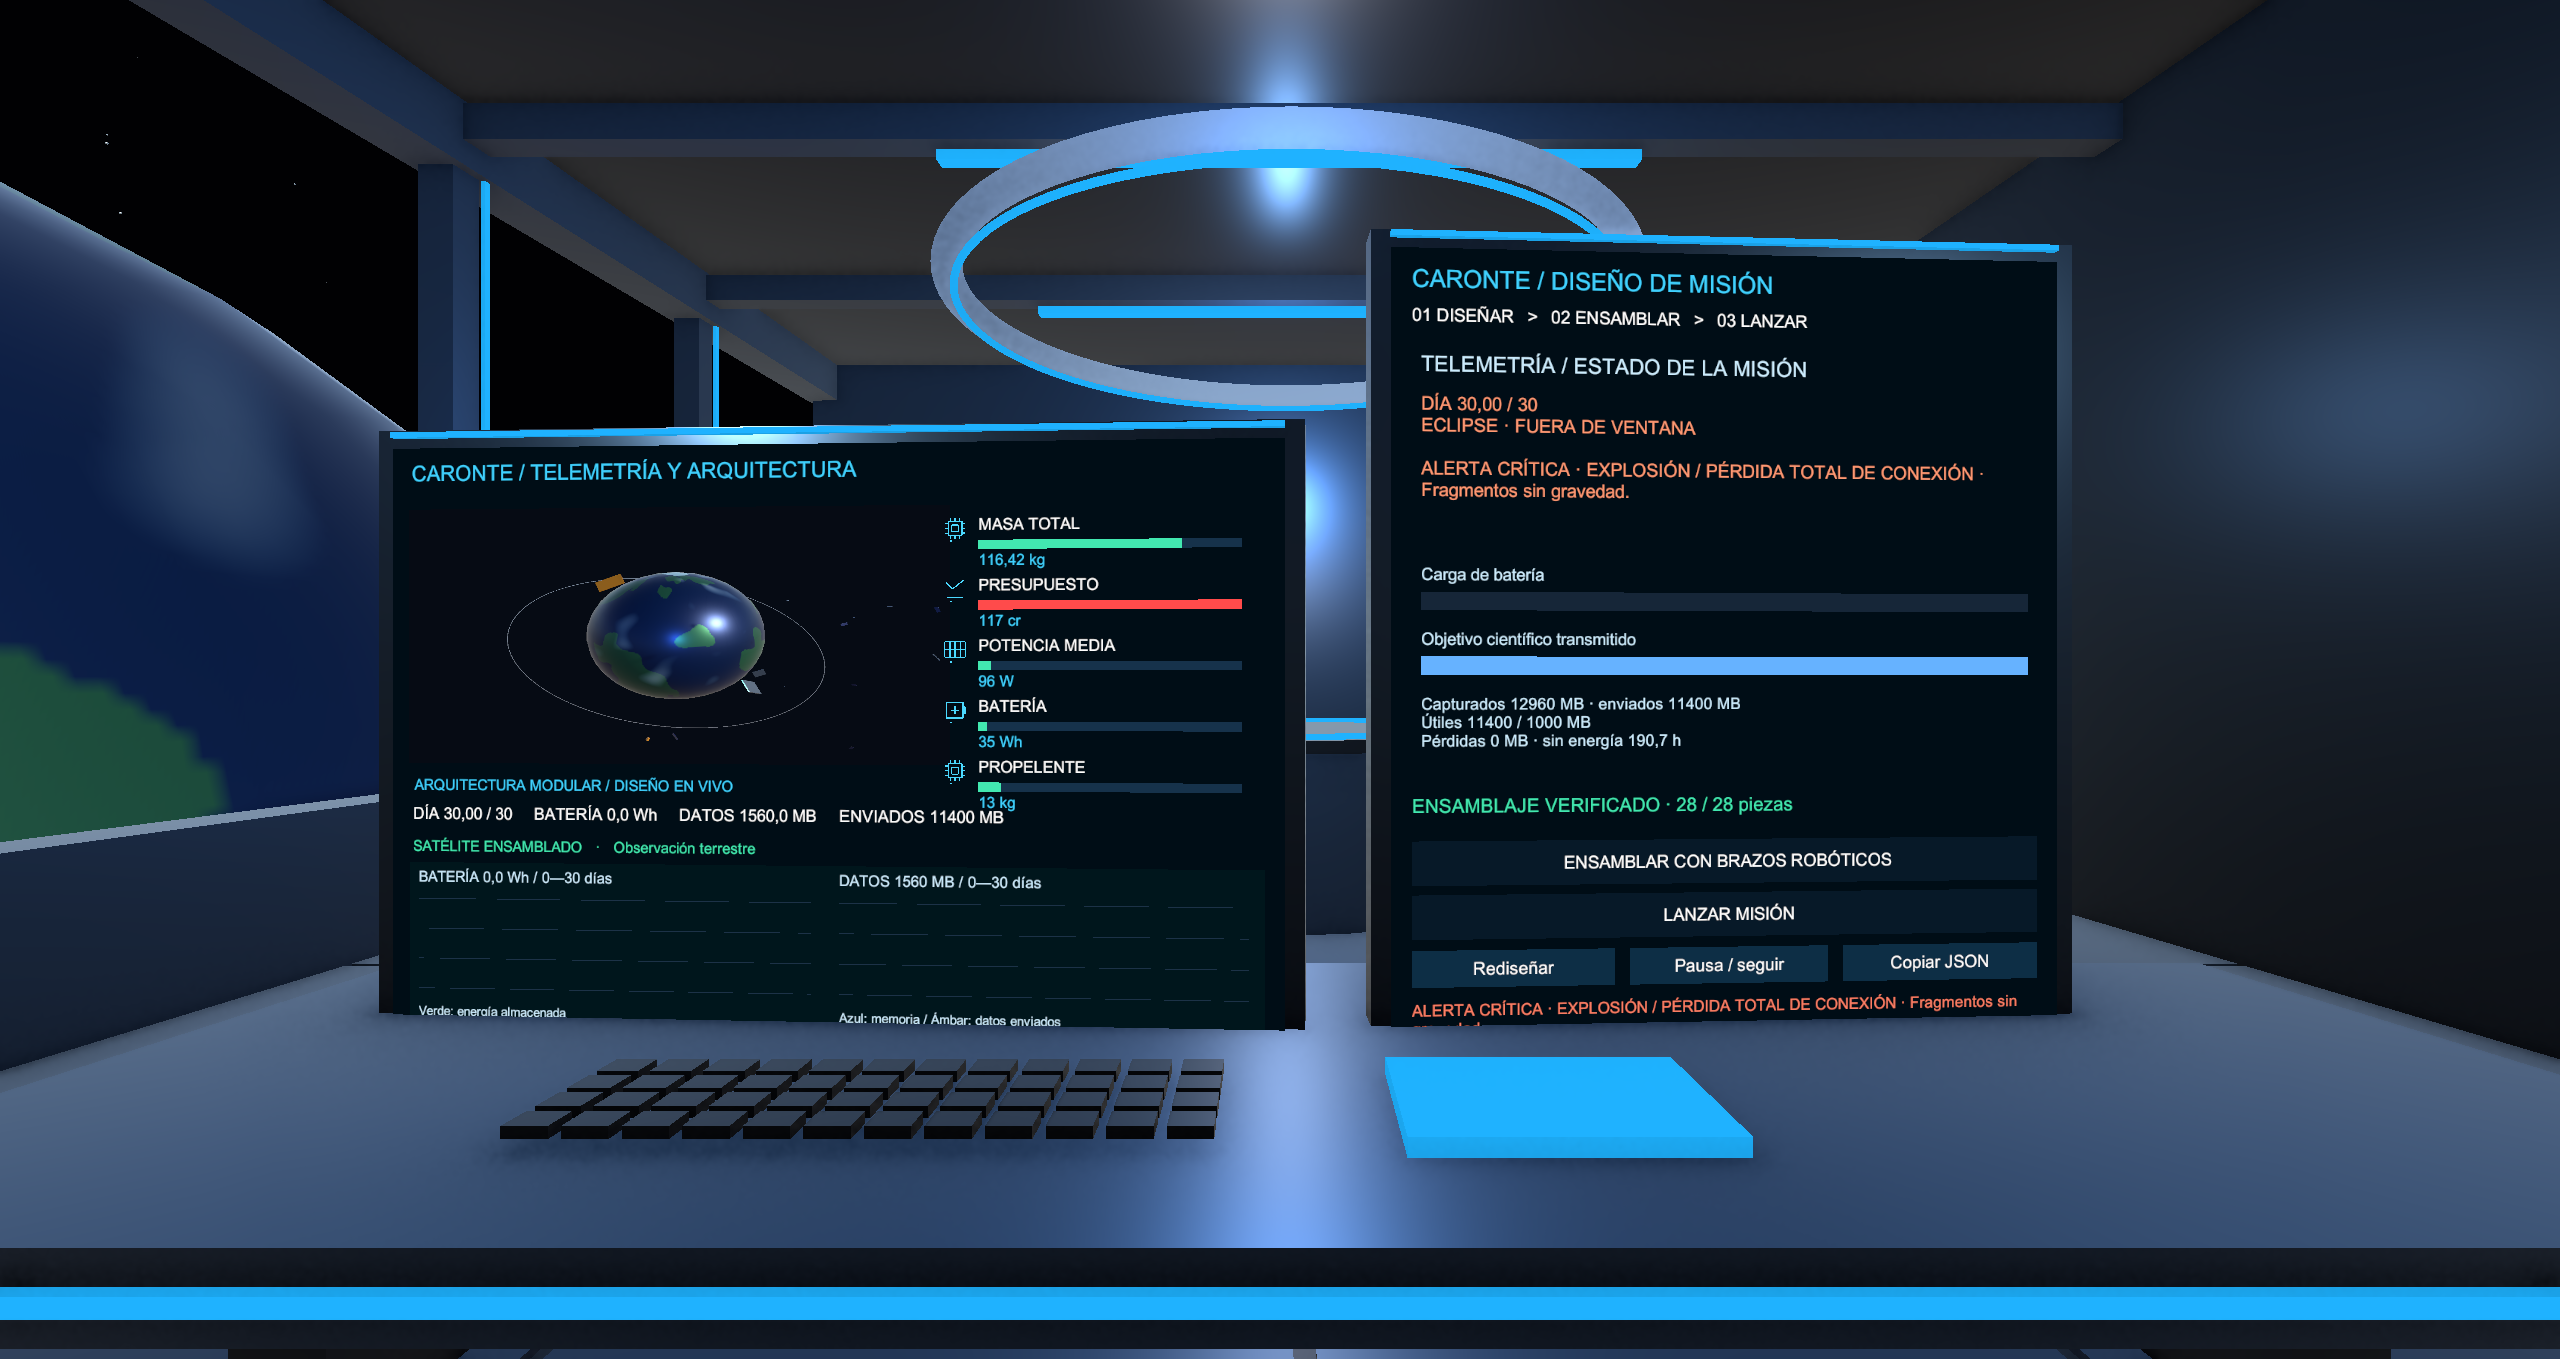 CARONTE / TELEMETRÍA Y ARQUITECTURA
MASA TOTAL
116,42 kg
PRESUPUESTO
117 cr
POTENCIA MEDIA
96 W
BATERÍA
35 Wh
PROPELENTE
13 kg
ARQUITECTURA MODULAR / DISEÑO EN VIVO
DÍA 30,00 / 30 BATERÍA 0,0 Wh DATOS 1560,0 MB ENVIADOS 11400 MB
SATÉLITE ENSAMBLADO · Observación terrestre
BATERÍA 0,0 Wh / 0—30 días
DATOS 1560 MB / 0—30 días
Verde: energía almacenada
Azul: memoria / Ámbar: datos enviados
CARONTE / DISEÑO DE MISIÓN
01 DISEÑAR > 02 ENSAMBLAR > 03 LANZAR
TELEMETRÍA / ESTADO DE LA MISIÓN
DÍA 30,00 / 30
ECLIPSE · FUERA DE VENTANA
ALERTA CRÍTICA · EXPLOSIÓN / PÉRDIDA TOTAL DE CONEXIÓN ·
Fragmentos sin gravedad.
Carga de batería
Objetivo científico transmitido
Capturados 12960 MB · enviados 11400 MB
Útiles 11400 / 1000 MB
Pérdidas 0 MB · sin energía 190,7 h
ENSAMBLAJE VERIFICADO · 28 / 28 piezas
ENSAMBLAR CON BRAZOS ROBÓTICOS
LANZAR MISIÓN
Rediseñar
Pausa / seguir
Copiar JSON
ALERTA CRÍTICA · EXPLOSIÓN / PÉRDIDA TOTAL DE CONEXIÓN · Fragmentos sin